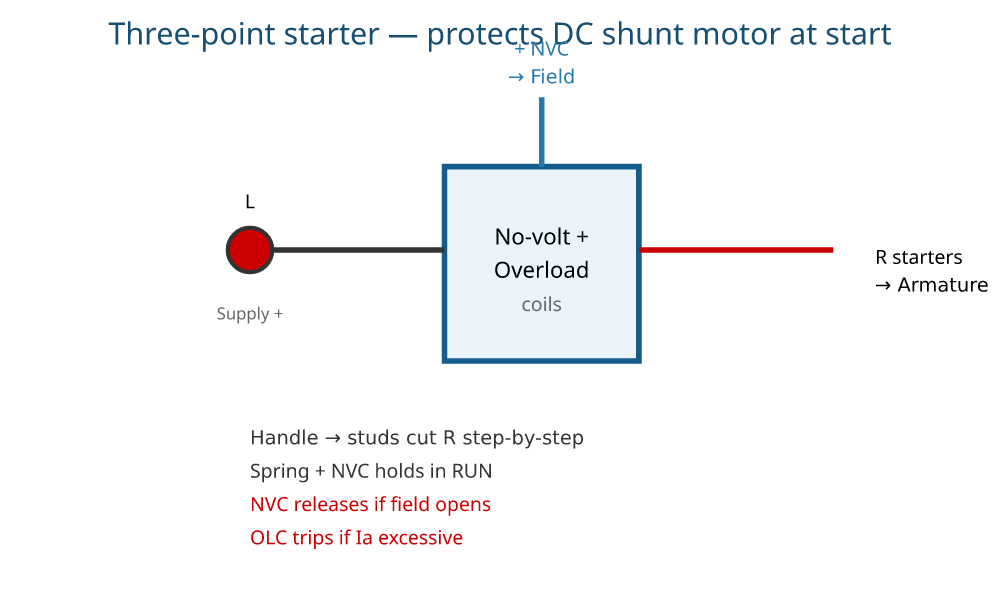 Three-point starter — protects DC shunt motor at start
+ NVC
→ Field
L
No-volt +
Overload
coils
R starters
→ Armature
Supply +
Handle → studs cut R step-by-step
Spring + NVC holds in RUN
NVC releases if field opens
OLC trips if Ia excessive